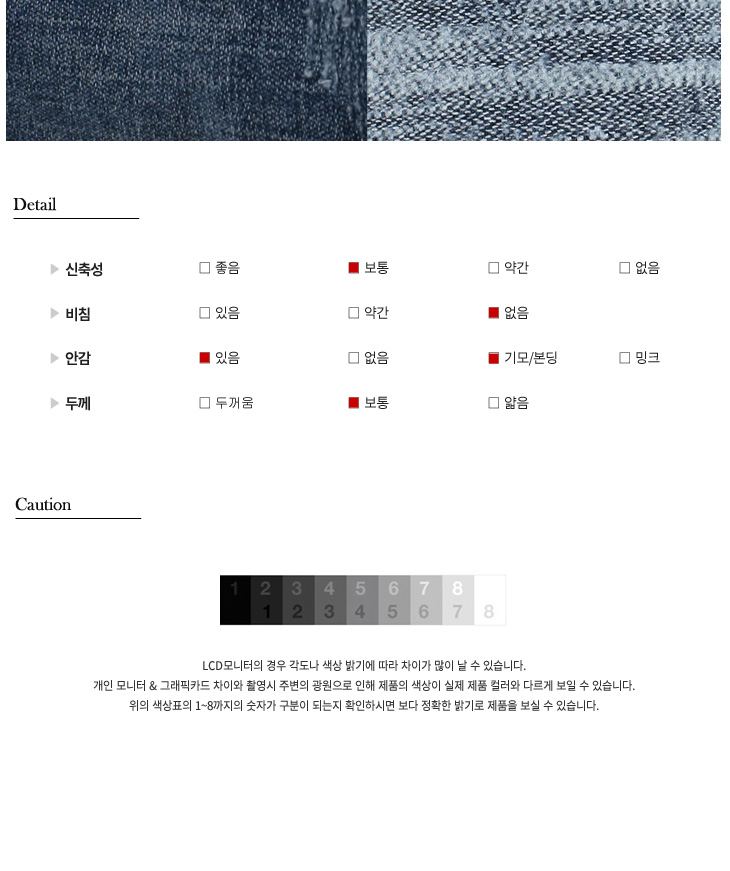 Detail
▶ 신축성 □ 좋음 ■ 보통 □ 약간 □ 없음
▶ 비침 □ 있음 □ 약간 ■ 없음
▶ 안감 ■ 있음 □ 없음 ■ 기모/본딩 □ 밍크
▶ 두께 □ 두꺼움 ■ 보통 □ 얇음
Caution
1 2 3 4 5 6 7 8
1 2 3 4 5 6 7 8
LCD모니터의 경우 각도나 색상 밝기에 따라 차이가 많이 날 수 있습니다.
개인 모니터 & 그래픽카드 차이와 촬영시 주변의 광원으로 인해 제품의 색상이 실제 제품 컬러와 다르게 보일 수 있습니다.
위의 색상표의 1~8까지의 숫자가 구분이 되는지 확인하시면 보다 정확한 밝기로 제품을 보실 수 있습니다.